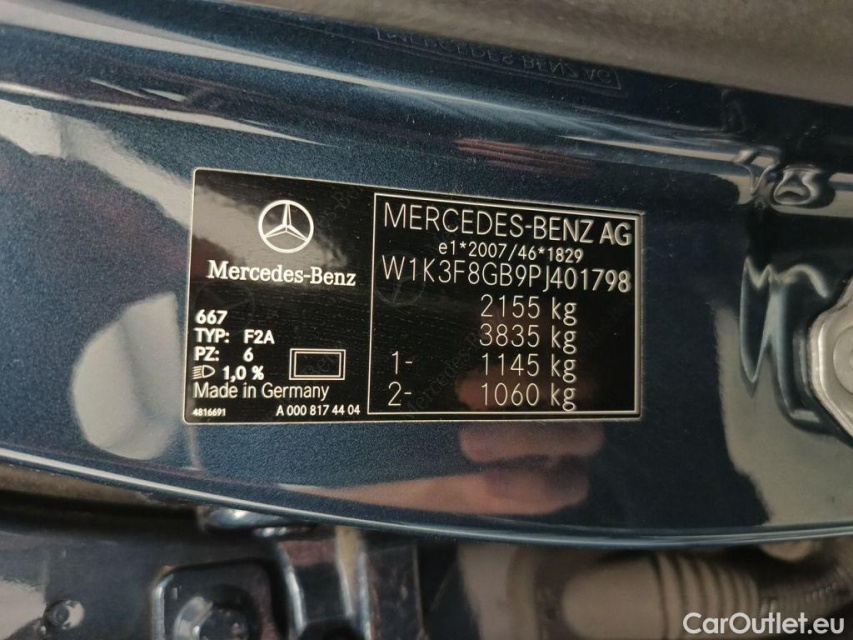 Mercedes-Benz
667
TYP: F2A
PZ: 6
1,0 %
Made in Germany
4816691 A 000 817 44 04
MERCEDES-BENZ AG
e1*2007/46*1829
W1K3F8GB9PJ401798
2155 kg
3835 kg
1- 1145 kg
2- 1060 kg
CarOutlet.eu